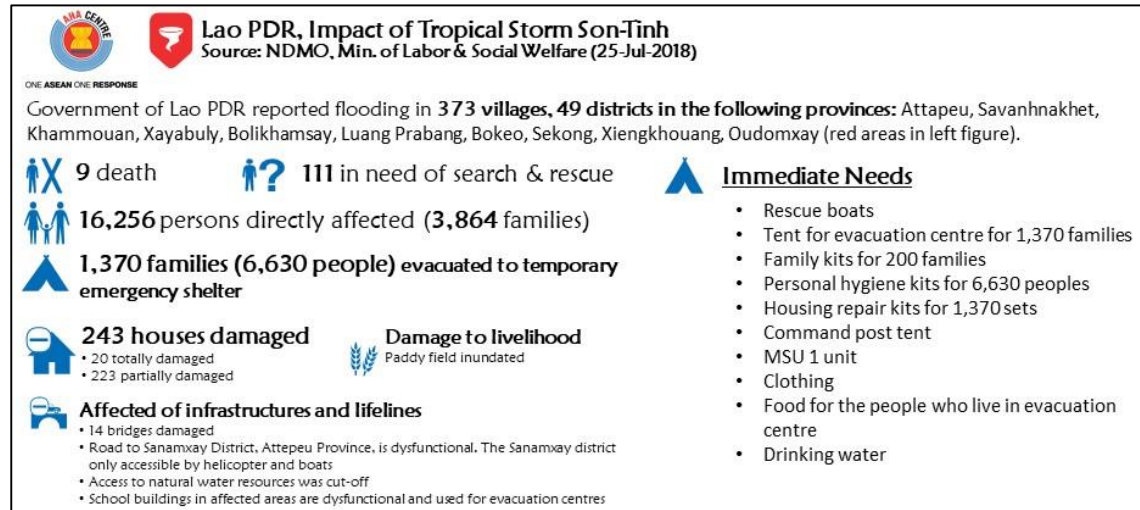 AHA CENTRE
ONE ASEAN ONE RESPONSE
Lao PDR, Impact of Tropical Storm Son-Tinh
Source: NDMO, Min. of Labor & Social Welfare (25-Jul-2018)
Government of Lao PDR reported flooding in 373 villages, 49 districts in the following provinces: Attapeu, Savanhnakhet,
Khammouan, Xayabuly, Bolikhamsay, Luang Prabang, Bokeo, Sekong, Xiengkhouang, Oudomxay (red areas in left figure).
9 death
111 in need of search & rescue
16,256 persons directly affected (3,864 families)
1,370 families (6,630 people) evacuated to temporary
emergency shelter
243 houses damaged
• 20 totally damaged
• 223 partially damaged
Damage to livelihood
Paddy field inundated
Affected of infrastructures and lifelines
• 14 bridges damaged
• Road to Sanamxay District, Attepeu Province, is dysfunctional. The Sanamxay district
only accessible by helicopter and boats
• Access to natural water resources was cut-off
• School buildings in affected areas are dysfunctional and used for evacuation centres
Immediate Needs
• Rescue boats
• Tent for evacuation centre for 1,370 families
• Family kits for 200 families
• Personal hygiene kits for 6,630 peoples
• Housing repair kits for 1,370 sets
• Command post tent
• MSU 1 unit
• Clothing
• Food for the people who live in evacuation
centre
• Drinking water